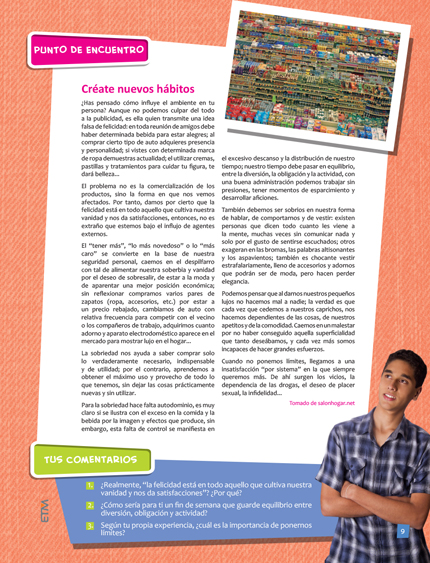 PUNTO DE ENCUENTRO
Créate nuevos hábitos
¿Has pensado cómo influye el ambiente en tu
persona? Aunque no podemos culpar del todo
a la publicidad, es ella quien transmite una idea
falsa de felicidad: en toda reunión de amigos debe
haber determinada bebida para estar alegres; al
comprar cierto tipo de auto adquieres presencia
y personalidad; si vistes con determinada marca
de ropa demuestras actualidad; el utilizar cremas,
pastillas y tratamientos para cuidar tu figura, te
dará belleza...
El problema no es la comercialización de los
productos, sino la forma en que nos vemos
afectados. Por tanto, damos por cierto que la
felicidad está en todo aquello que cultiva nuestra
vanidad y nos da satisfacciones, entonces, no es
extraño que estemos bajo el influjo de agentes
externos.
El “tener más”, “lo más novedoso” o lo “más
caro” se convierte en la base de nuestra
seguridad personal, caemos en el despilfarro
con tal de alimentar nuestra soberbia y vanidad
por el deseo de sobresalir, de estar a la moda y
de aparentar una mejor posición económica;
sin reflexionar compramos varios pares de
zapatos (ropa, accesorios, etc.) por estar a
un precio rebajado, cambiamos de auto con
relativa frecuencia para competir con el vecino
o los compañeros de trabajo, adquirimos cuanto
adorno y aparato electrodoméstico aparece en el
mercado para mostrar lujo en el hogar...
La sobriedad nos ayuda a saber comprar solo
lo verdaderamente necesario, indispensable
y de utilidad; por el contrario, aprendemos a
obtener el máximo uso y provecho de todo lo
que tenemos, sin dejar las cosas prácticamente
nuevas y sin utilizar.
Para la sobriedad hace falta autodominio, es muy
claro si se ilustra con el exceso en la comida y la
bebida por la imagen y efectos que produce, sin
embargo, esta falta de control se manifiesta en
el excesivo descanso y la distribución de nuestro
tiempo; nuestro tiempo debe pasar en equilibrio,
entre la diversión, la obligación y la actividad, con
una buena administración podemos trabajar sin
presiones, tener momentos de esparcimiento y
desarrollar aficiones.
También debemos ser sobrios en nuestra forma
de hablar, de comportarnos y de vestir: existen
personas que dicen todo cuanto les viene a
la mente, muchas veces sin comunicar nada y
solo por el gusto de sentirse escuchados; otros
exageran en las bromas, las palabras altisonantes
y los aspavientos; también es chocante vestir
estrafalariamente, lleno de accesorios y adornos
que podrán ser de moda, pero hacen perder
elegancia.
Podemos pensar que al darnos nuestros pequeños
lujos no hacemos mal a nadie; la verdad es que
cada vez que cedemos a nuestros caprichos, nos
hacemos dependientes de las cosas, de nuestros
apetitos y de la comodidad. Caemos en un malestar
por no haber conseguido aquella superficialidad
que tanto deseábamos, y cada vez más somos
incapaces de hacer grandes esfuerzos.
Cuando no ponemos límites, llegamos a una
insatisfacción “por sistema” en la que siempre
queremos más. De ahí surgen los vicios, la
dependencia de las drogas, el deseo de placer
sexual, la infidelidad...
Tomado de salonhogar.net
TUS COMENTARIOS
1. ¿Realmente, “la felicidad está en todo aquello que cultiva nuestra
vanidad y nos da satisfacciones”? ¿Por qué?
2. ¿Cómo sería para ti un fin de semana que guarde equilibrio entre
diversión, obligación y actividad?
3. Según tu propia experiencia, ¿cuál es la importancia de ponernos
límites?
9